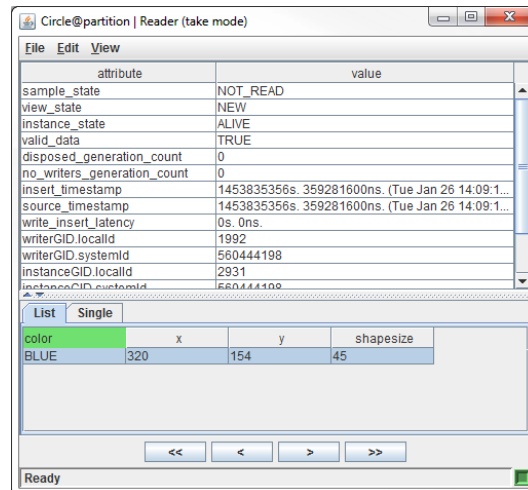 Circle@partition | Reader (take mode)
File Edit View
attribute value
sample_state NOT_READ
view_state NEW
instance_state ALIVE
valid_data TRUE
disposed_generation_count 0
no_writers_generation_count 0
insert_timestamp 1453835356s. 359281600ns. (Tue Jan 26 14:09:1...
source_timestamp 1453835356s. 359281600ns. (Tue Jan 26 14:09:1...
write_insert_latency 0s. 0ns.
writerGID.localId 1992
writerGID.systemId 560444198
instanceGID.localId 2931
instanceGID.systemId 560444198
List Single
color x y shapesize
BLUE 320 154 45
<< < > >>
Ready